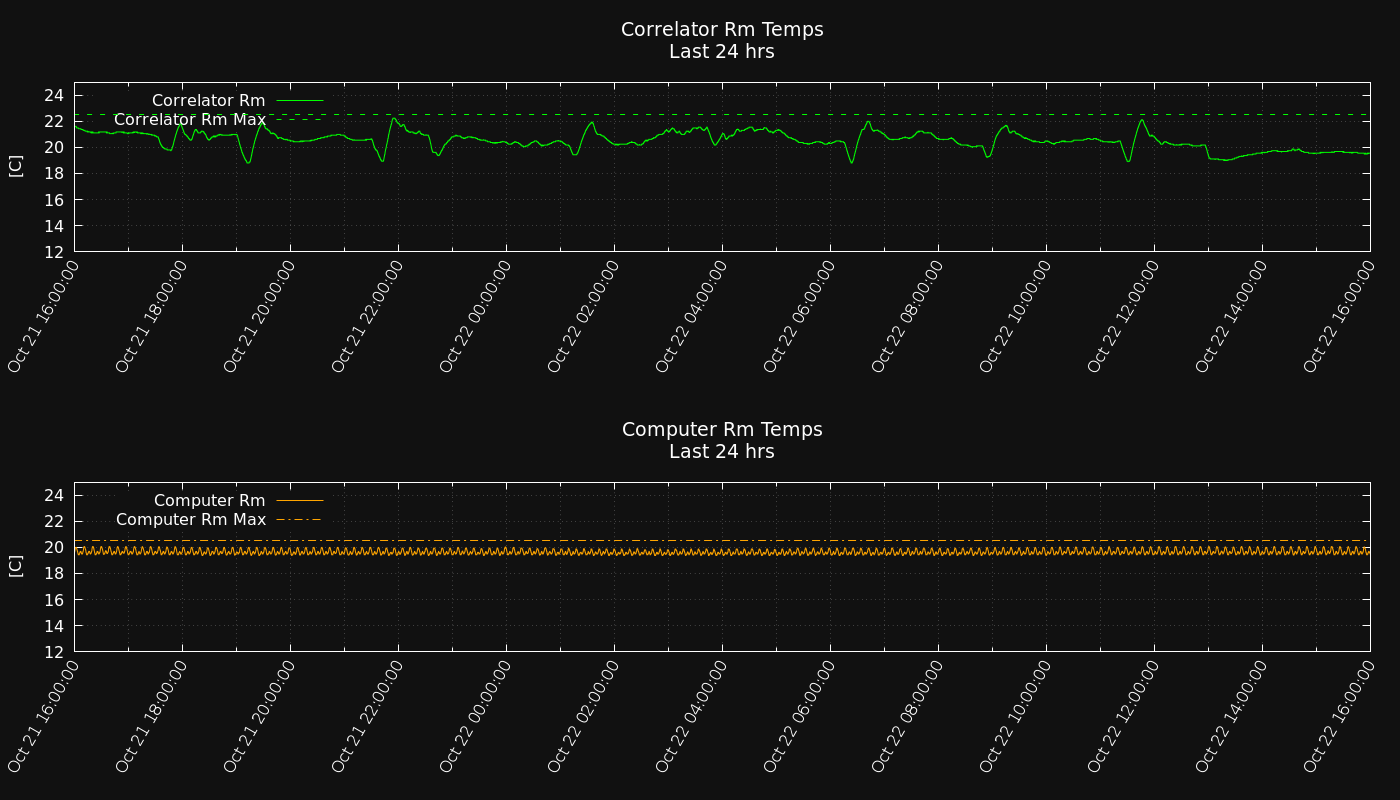 Correlator Rm Temps
Last 24 hrs
Correlator Rm
Correlator Rm Max
[C]
24
22
20
18
16
14
12
Oct 21 16:00:00
Oct 21 18:00:00
Oct 21 20:00:00
Oct 21 22:00:00
Oct 22 00:00:00
Oct 22 02:00:00
Oct 22 04:00:00
Oct 22 06:00:00
Oct 22 08:00:00
Oct 22 10:00:00
Oct 22 12:00:00
Oct 22 14:00:00
Oct 22 16:00:00
Computer Rm Temps
Last 24 hrs
Computer Rm
Computer Rm Max
[C]
24
22
20
18
16
14
12
Oct 21 16:00:00
Oct 21 18:00:00
Oct 21 20:00:00
Oct 21 22:00:00
Oct 22 00:00:00
Oct 22 02:00:00
Oct 22 04:00:00
Oct 22 06:00:00
Oct 22 08:00:00
Oct 22 10:00:00
Oct 22 12:00:00
Oct 22 14:00:00
Oct 22 16:00:00